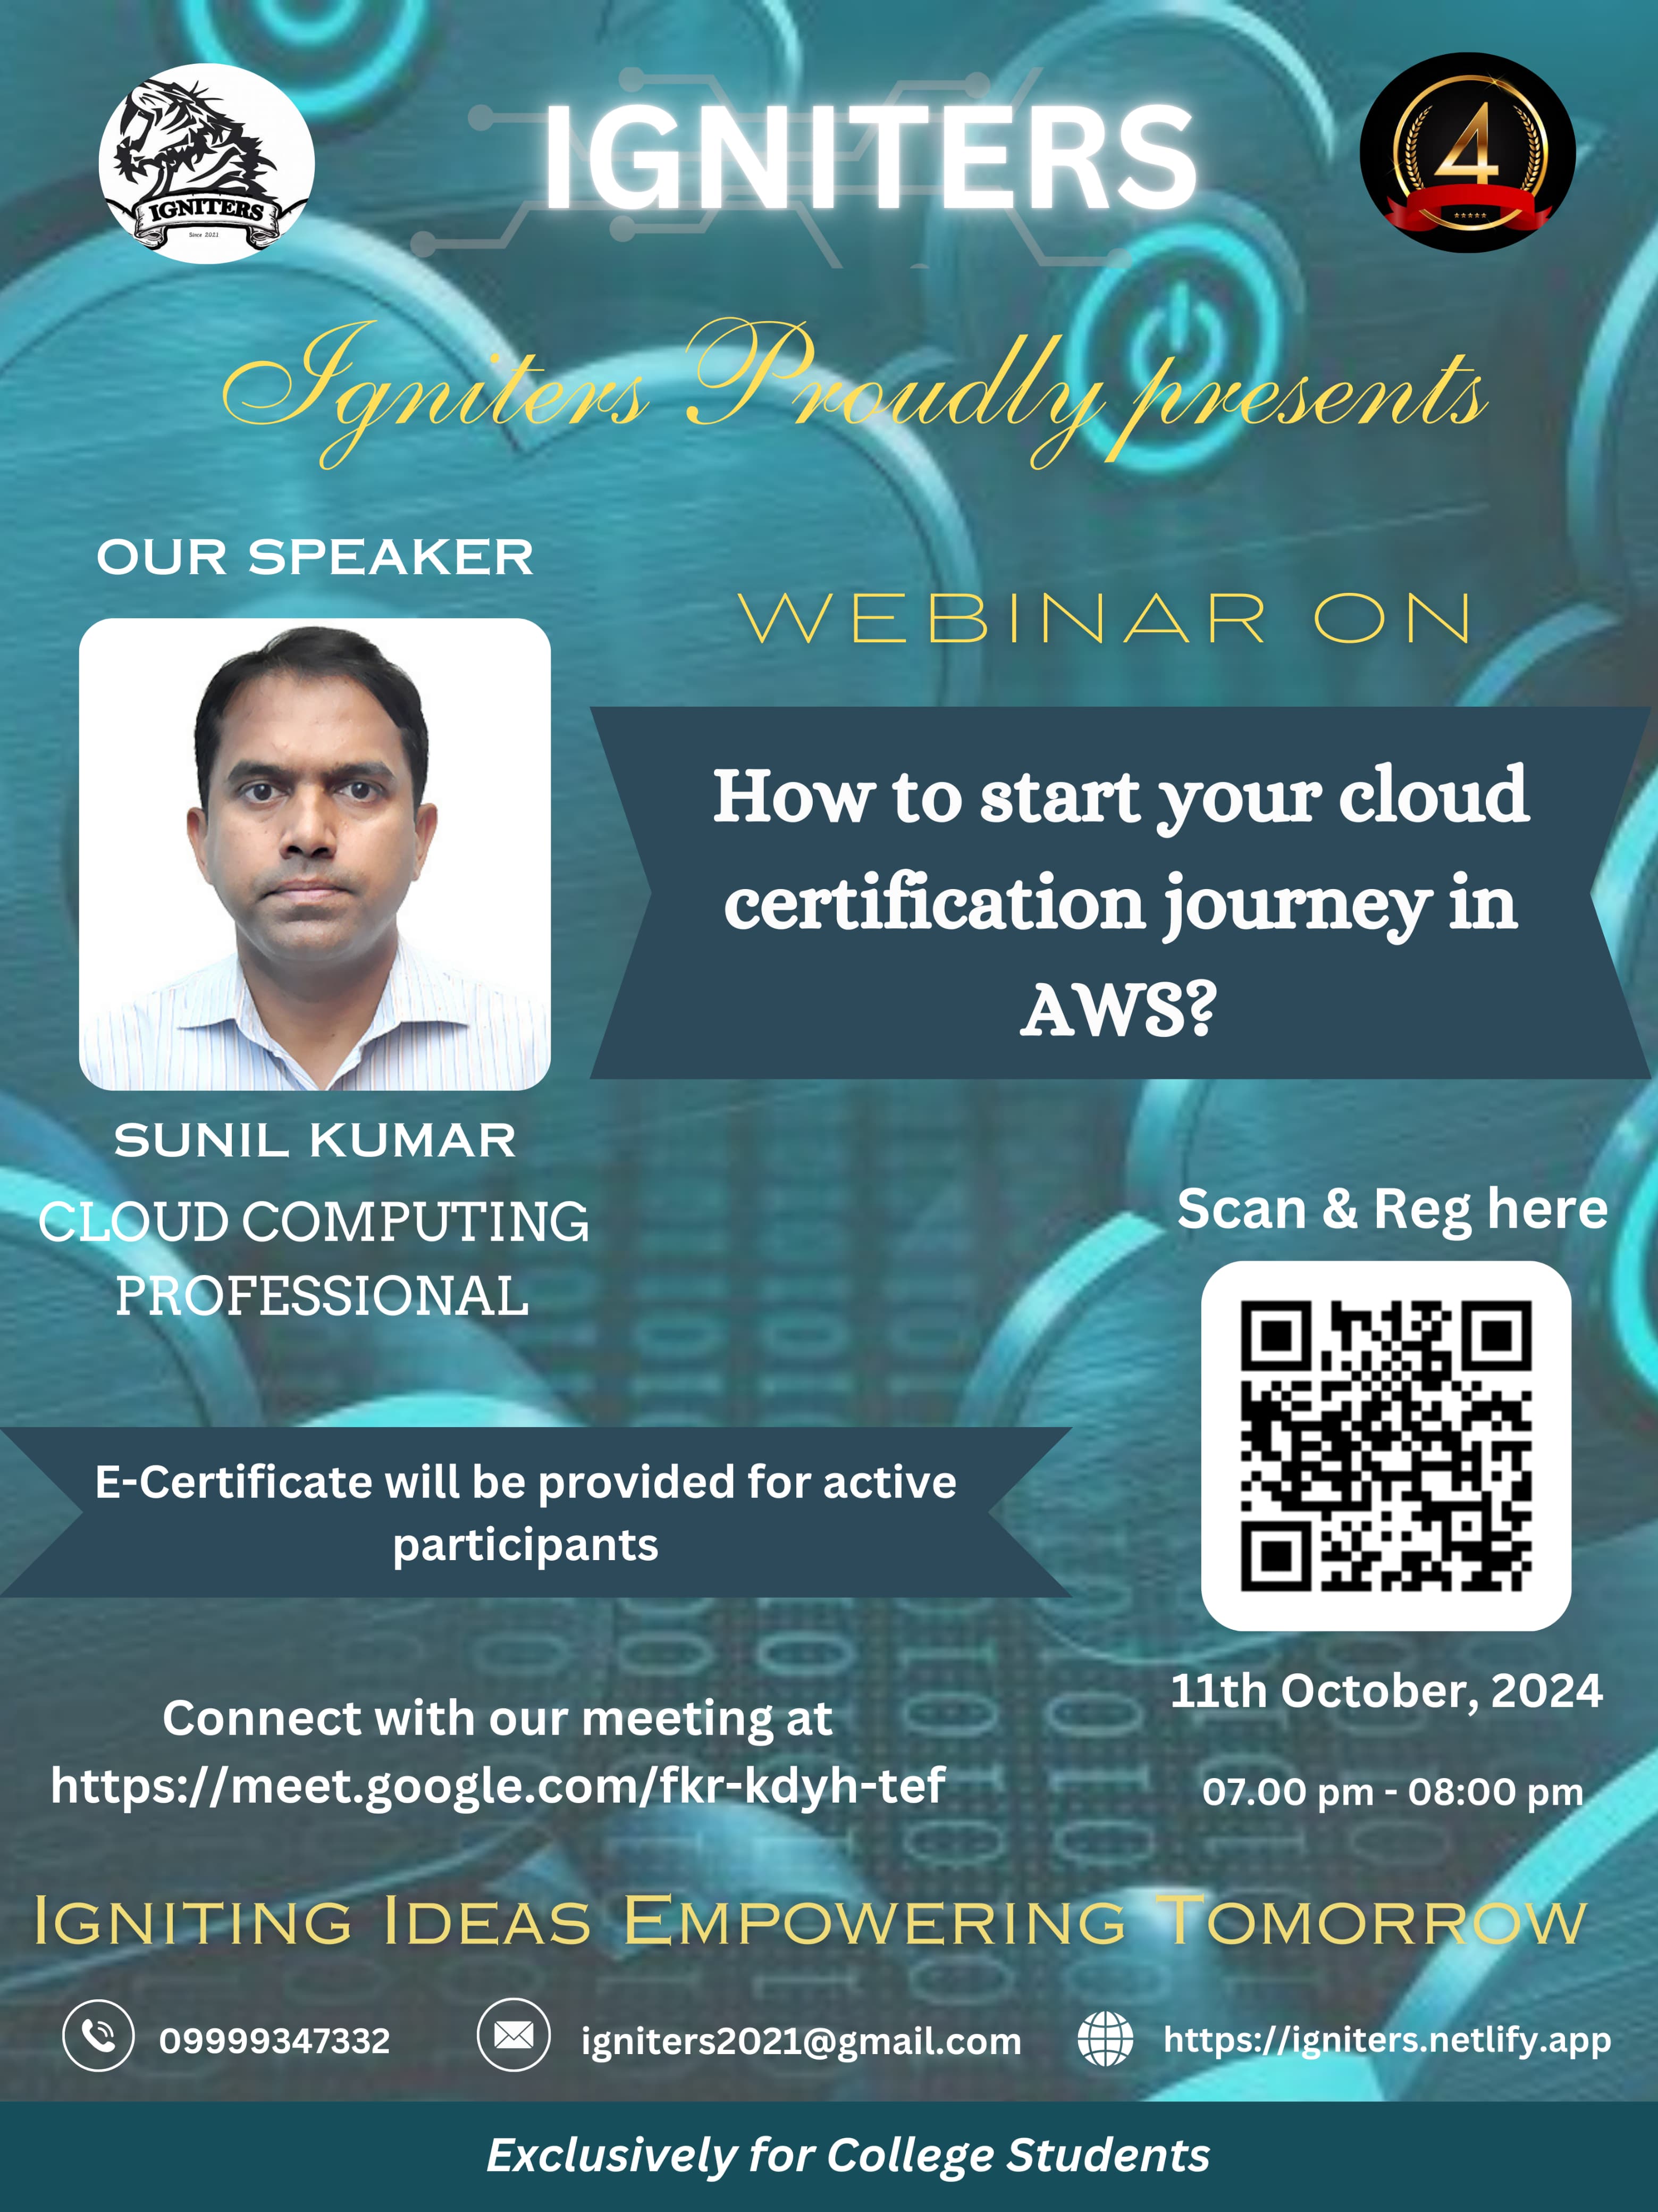 IGNITERS
IGNITERS
Since 2021
4
Igniters Proudly presents
OUR SPEAKER
WEBINAR ON
How to start your cloud
certification journey in
AWS?
SUNIL KUMAR
CLOUD COMPUTING
PROFESSIONAL
Scan & Reg here
E-Certificate will be provided for active
participants
11th October, 2024
07.00 pm - 08:00 pm
Connect with our meeting at
https://meet.google.com/fkr-kdyh-tef
IGNITING IDEAS EMPOWERING TOMORROW
09999347332
igniters2021@gmail.com
https://igniters.netlify.app
Exclusively for College Students